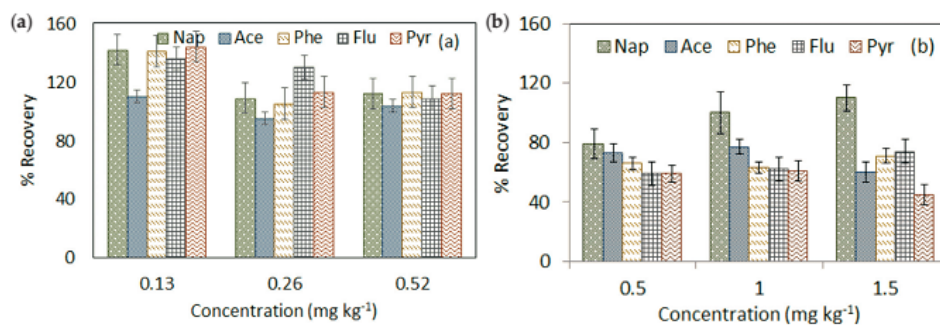 (a)
160
120
80
40
0
% Recovery
Nap Ace Phe Flu Pyr (a)
0.13 0.26 0.52
Concentration (mg kg⁻¹)
(b)
160
120
80
40
0
% Recovery
Nap Ace Phe Flu Pyr (b)
0.5 1 1.5
Concentration (mg kg⁻¹)